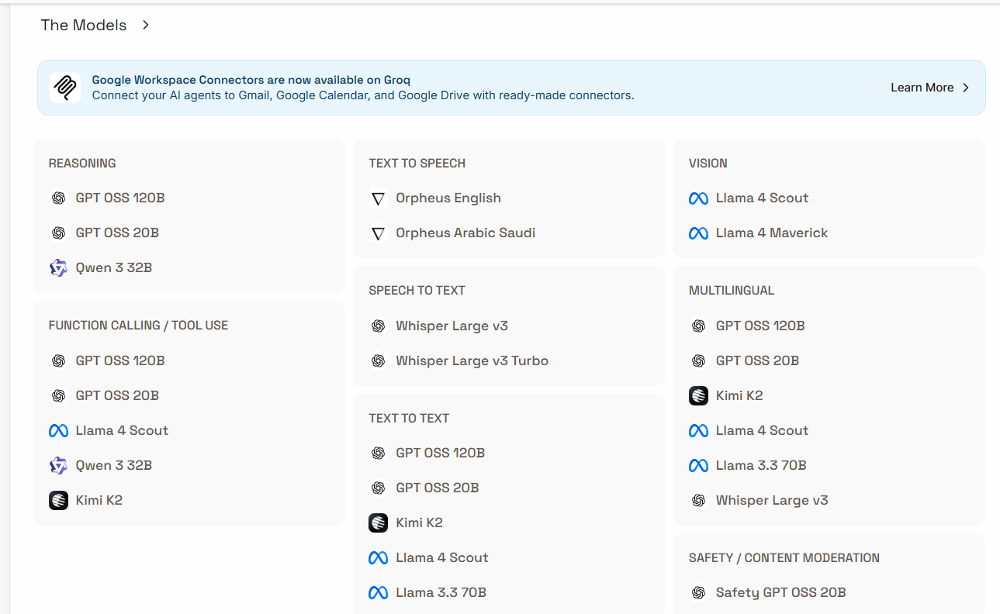 The Models
Google Workspace Connectors are now available on Groq
Connect your AI agents to Gmail, Google Calendar, and Google Drive with ready-made connectors.
Learn More
REASONING
GPT OSS 120B
GPT OSS 20B
Qwen 3 32B
FUNCTION CALLING / TOOL USE
GPT OSS 120B
GPT OSS 20B
Llama 4 Scout
Qwen 3 32B
Kimi K2
TEXT TO SPEECH
Orpheus English
Orpheus Arabic Saudi
SPEECH TO TEXT
Whisper Large v3
Whisper Large v3 Turbo
TEXT TO TEXT
GPT OSS 120B
GPT OSS 20B
Kimi K2
Llama 4 Scout
Llama 3.3 70B
VISION
Llama 4 Scout
Llama 4 Maverick
MULTILINGUAL
GPT OSS 120B
GPT OSS 20B
Kimi K2
Llama 4 Scout
Llama 3.3 70B
Whisper Large v3
SAFETY / CONTENT MODERATION
Safety GPT OSS 20B